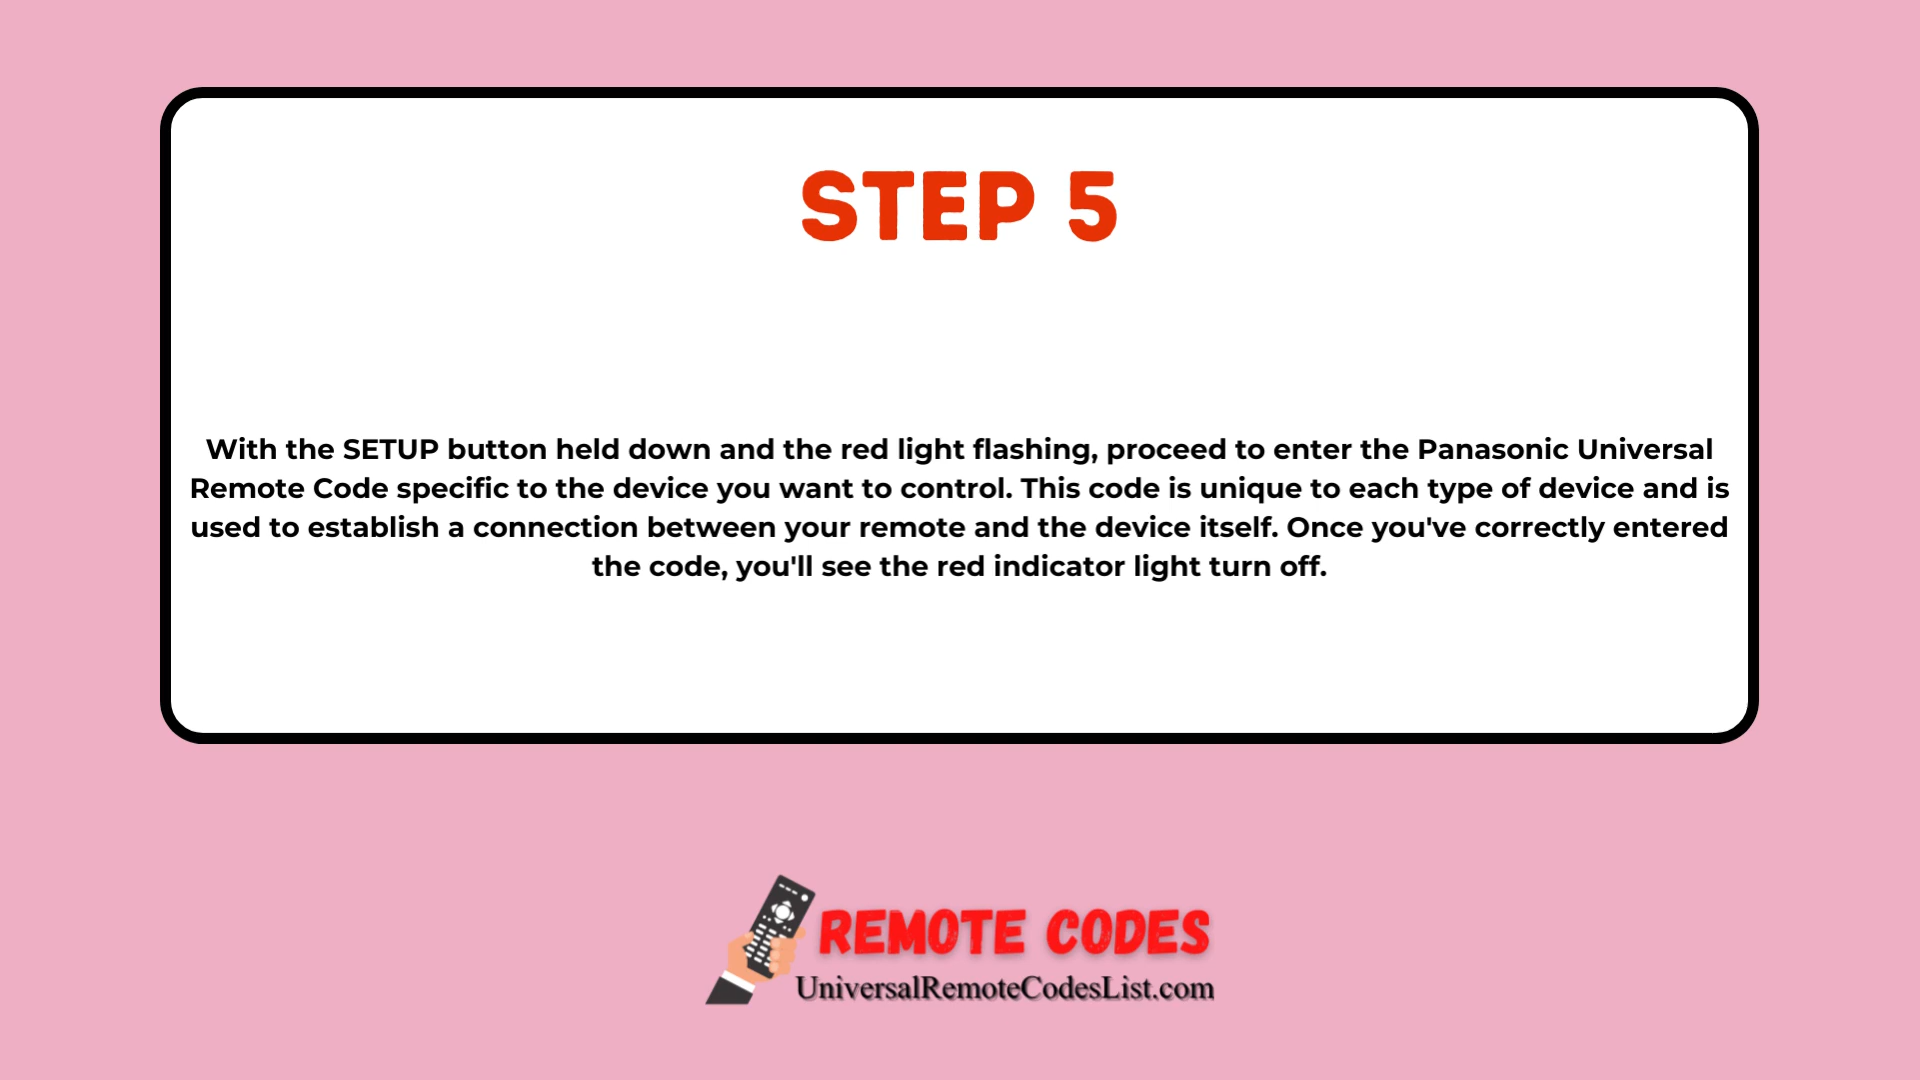 STEP 5
With the SETUP button held down and the red light flashing, proceed to enter the Panasonic Universal
Remote Code specific to the device you want to control. This code is unique to each type of device and is
used to establish a connection between your remote and the device itself. Once you've correctly entered
the code, you'll see the red indicator light turn off.
REMOTE CODES
UniversalRemoteCodesList.com